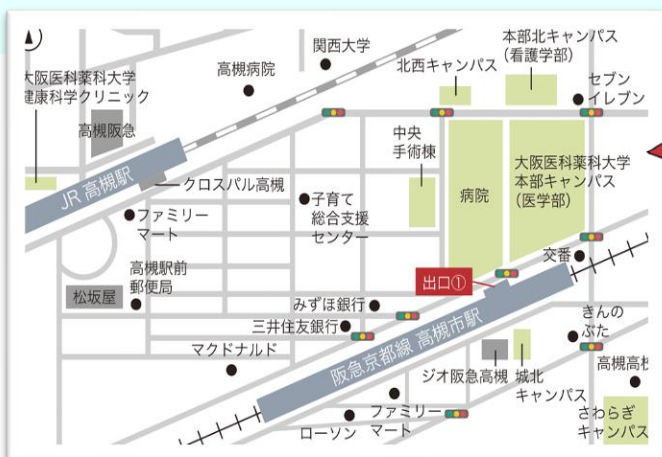 関西大学
高槻病院
本部北キャンパス
(看護学部)
北西キャンパス
セブン
イレブン
大阪医科薬科大学
健康科学クリニック
高槻阪急
中央
手術棟
病院
大阪医科薬科大学
本部キャンパス
(医学部)
JR 高槻駅
クロスパル高槻
子育て
総合支援
センター
ファミリー
マート
高槻駅前
郵便局
松坂屋
交番
出口①
みずほ銀行
三井住友銀行
マクドナルド
阪急京都線 高槻市駅
きんの
ぶた
ジオ阪急高槻
城北
キャンパス
高槻高校
さわらぎ
キャンパス
ファミリー
マート
ローソン